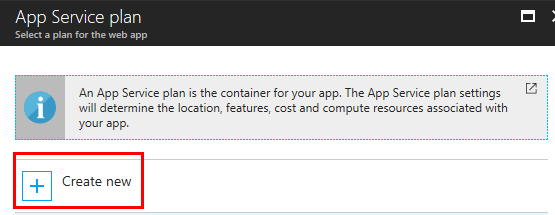 App Service plan
Select a plan for the web app
An App Service plan is the container for your app. The App Service plan settings
will determine the location, features, cost and compute resources associated with
your app.
Create new